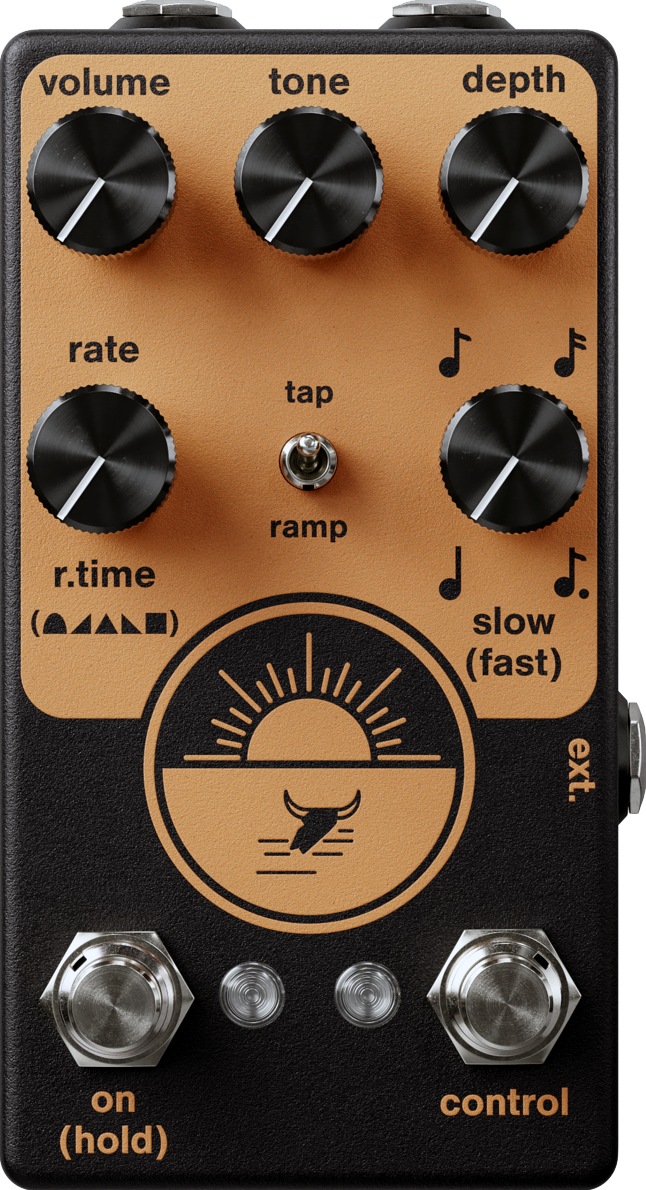 volume
tone
depth
rate
tap
ramp
r.time
slow
(fast)
ext.
on
(hold)
control